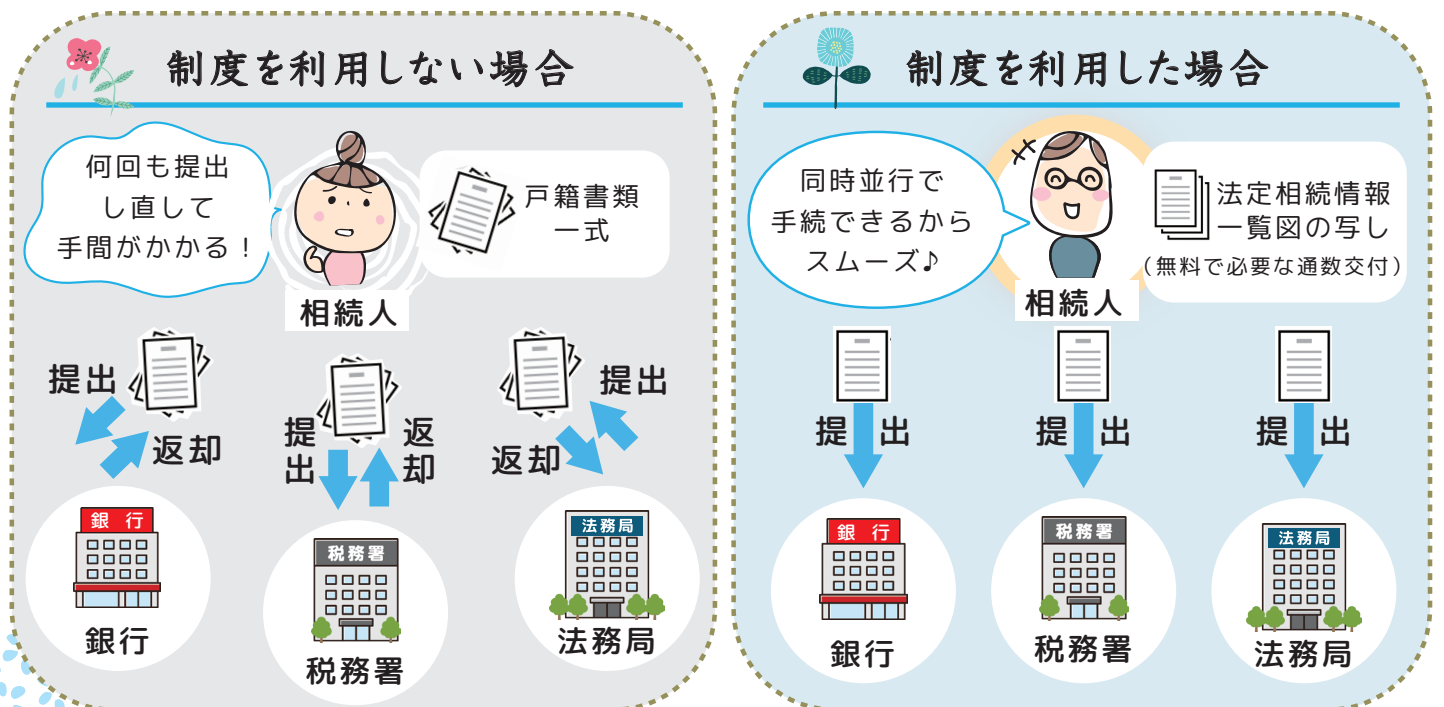 制度を利用しない場合
何回も提出
し直して
手間がかかる！
戸籍書類
一式
相続人
提出
返却
提出
返却
提出
返却
銀行
銀行
税務署
税務署
法務局
法務局
制度を利用した場合
同時並行で
手続できるから
スムーズ♪
法定相続情報
一覧図の写し
（無料で必要な通数交付）
相続人
提出
提出
提出
銀行
銀行
税務署
税務署
法務局
法務局